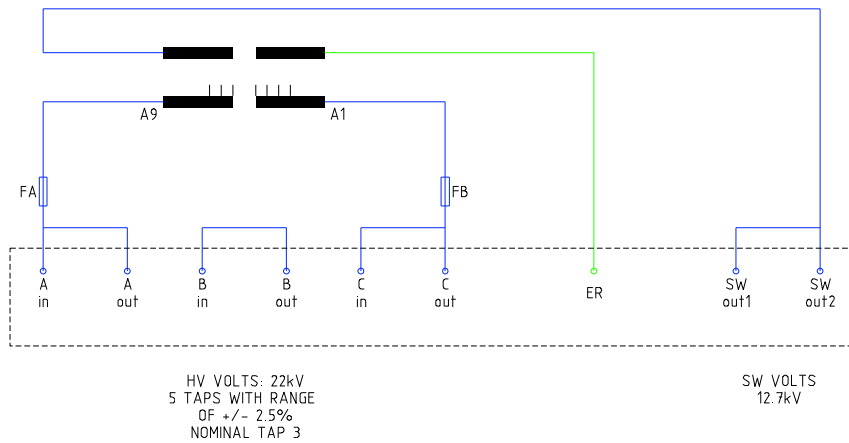 A9
A1
FA
FB
A
in
A
out
B
in
B
out
C
in
C
out
ER
SW
out1
SW
out2
HV VOLTS: 22kV
5 TAPS WITH RANGE
OF +/- 2.5%
NOMINAL TAP 3
SW VOLTS
12.7kV